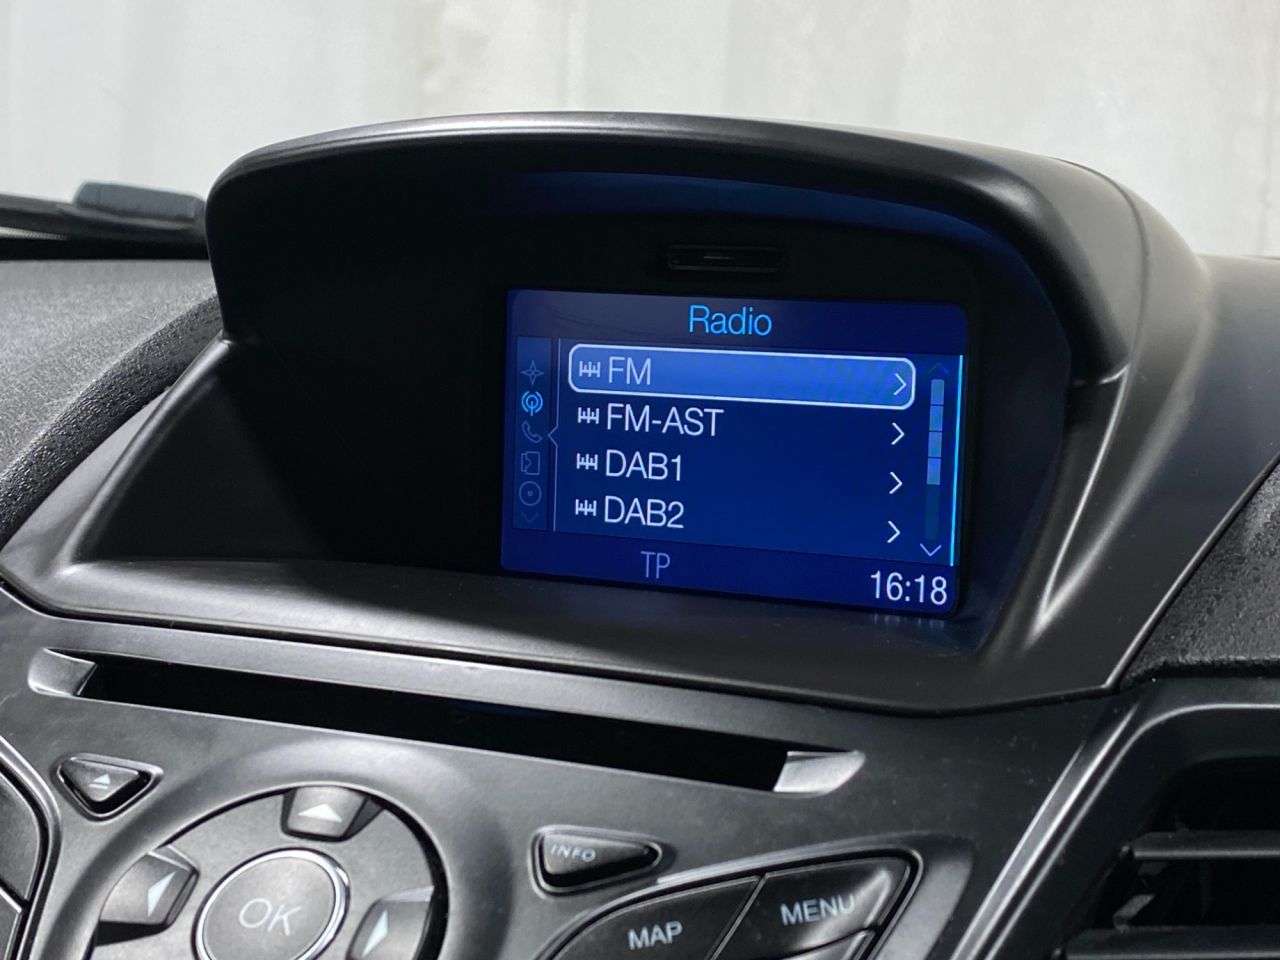 Radio
FM
FM-AST
DAB1
DAB2
TP
16:18
INFO
OK
MAP
MENU